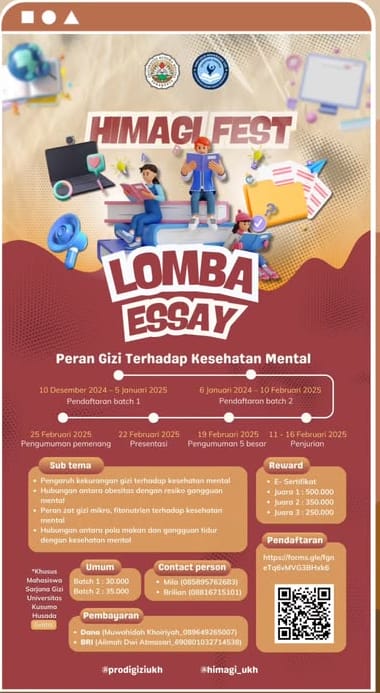 HIMAGI FEST
LOMBA
ESSAY
Peran Gizi Terhadap Kesehatan Mental
10 Desember 2024 - 5 Januari 2025
Pendaftaran batch 1
6 Januari 2024 - 10 Februari 2025
Pendaftaran batch 2
25 Februari 2025
Pengumuman pemenang
22 Februari 2025
Presentasi
19 Februari 2025
Pengumuman 5 besar
11 - 16 Februari 2025
Penjurian
Sub tema
• Pengaruh kekurangan gizi terhadap kesehatan mental
• Hubungan antara obesitas dengan resiko gangguan
mental
• Peran zat gizi mikro, fitonutrien terhadap kesehatan
mental
• Hubungan antara pola makan dan gangguan tidur
dengan kesehatan mental
Reward
• E- Sertifikat
• Juara 1 : 500.000
• Juara 2 : 350.000
• Juara 3 : 250.000
*Khusus
Mahasiswa
Sarjana Gizi
Universitas
Kusuma
Husada
Umum
Batch 1 : 30.000
Batch 2 : 35.000
Contact person
• Mila (085895762683)
• Brilian (08816715101)
Pendaftaran
https://forms.gle/fgn
eTq6vMVG3BHxk6
Pembayaran
• Dana (Muwahidah Khoiriyah_089649265007)
• BRI (Alimah Dwi Atmasari_690801032714538)
@prodigiziukh
@himagi_ukh